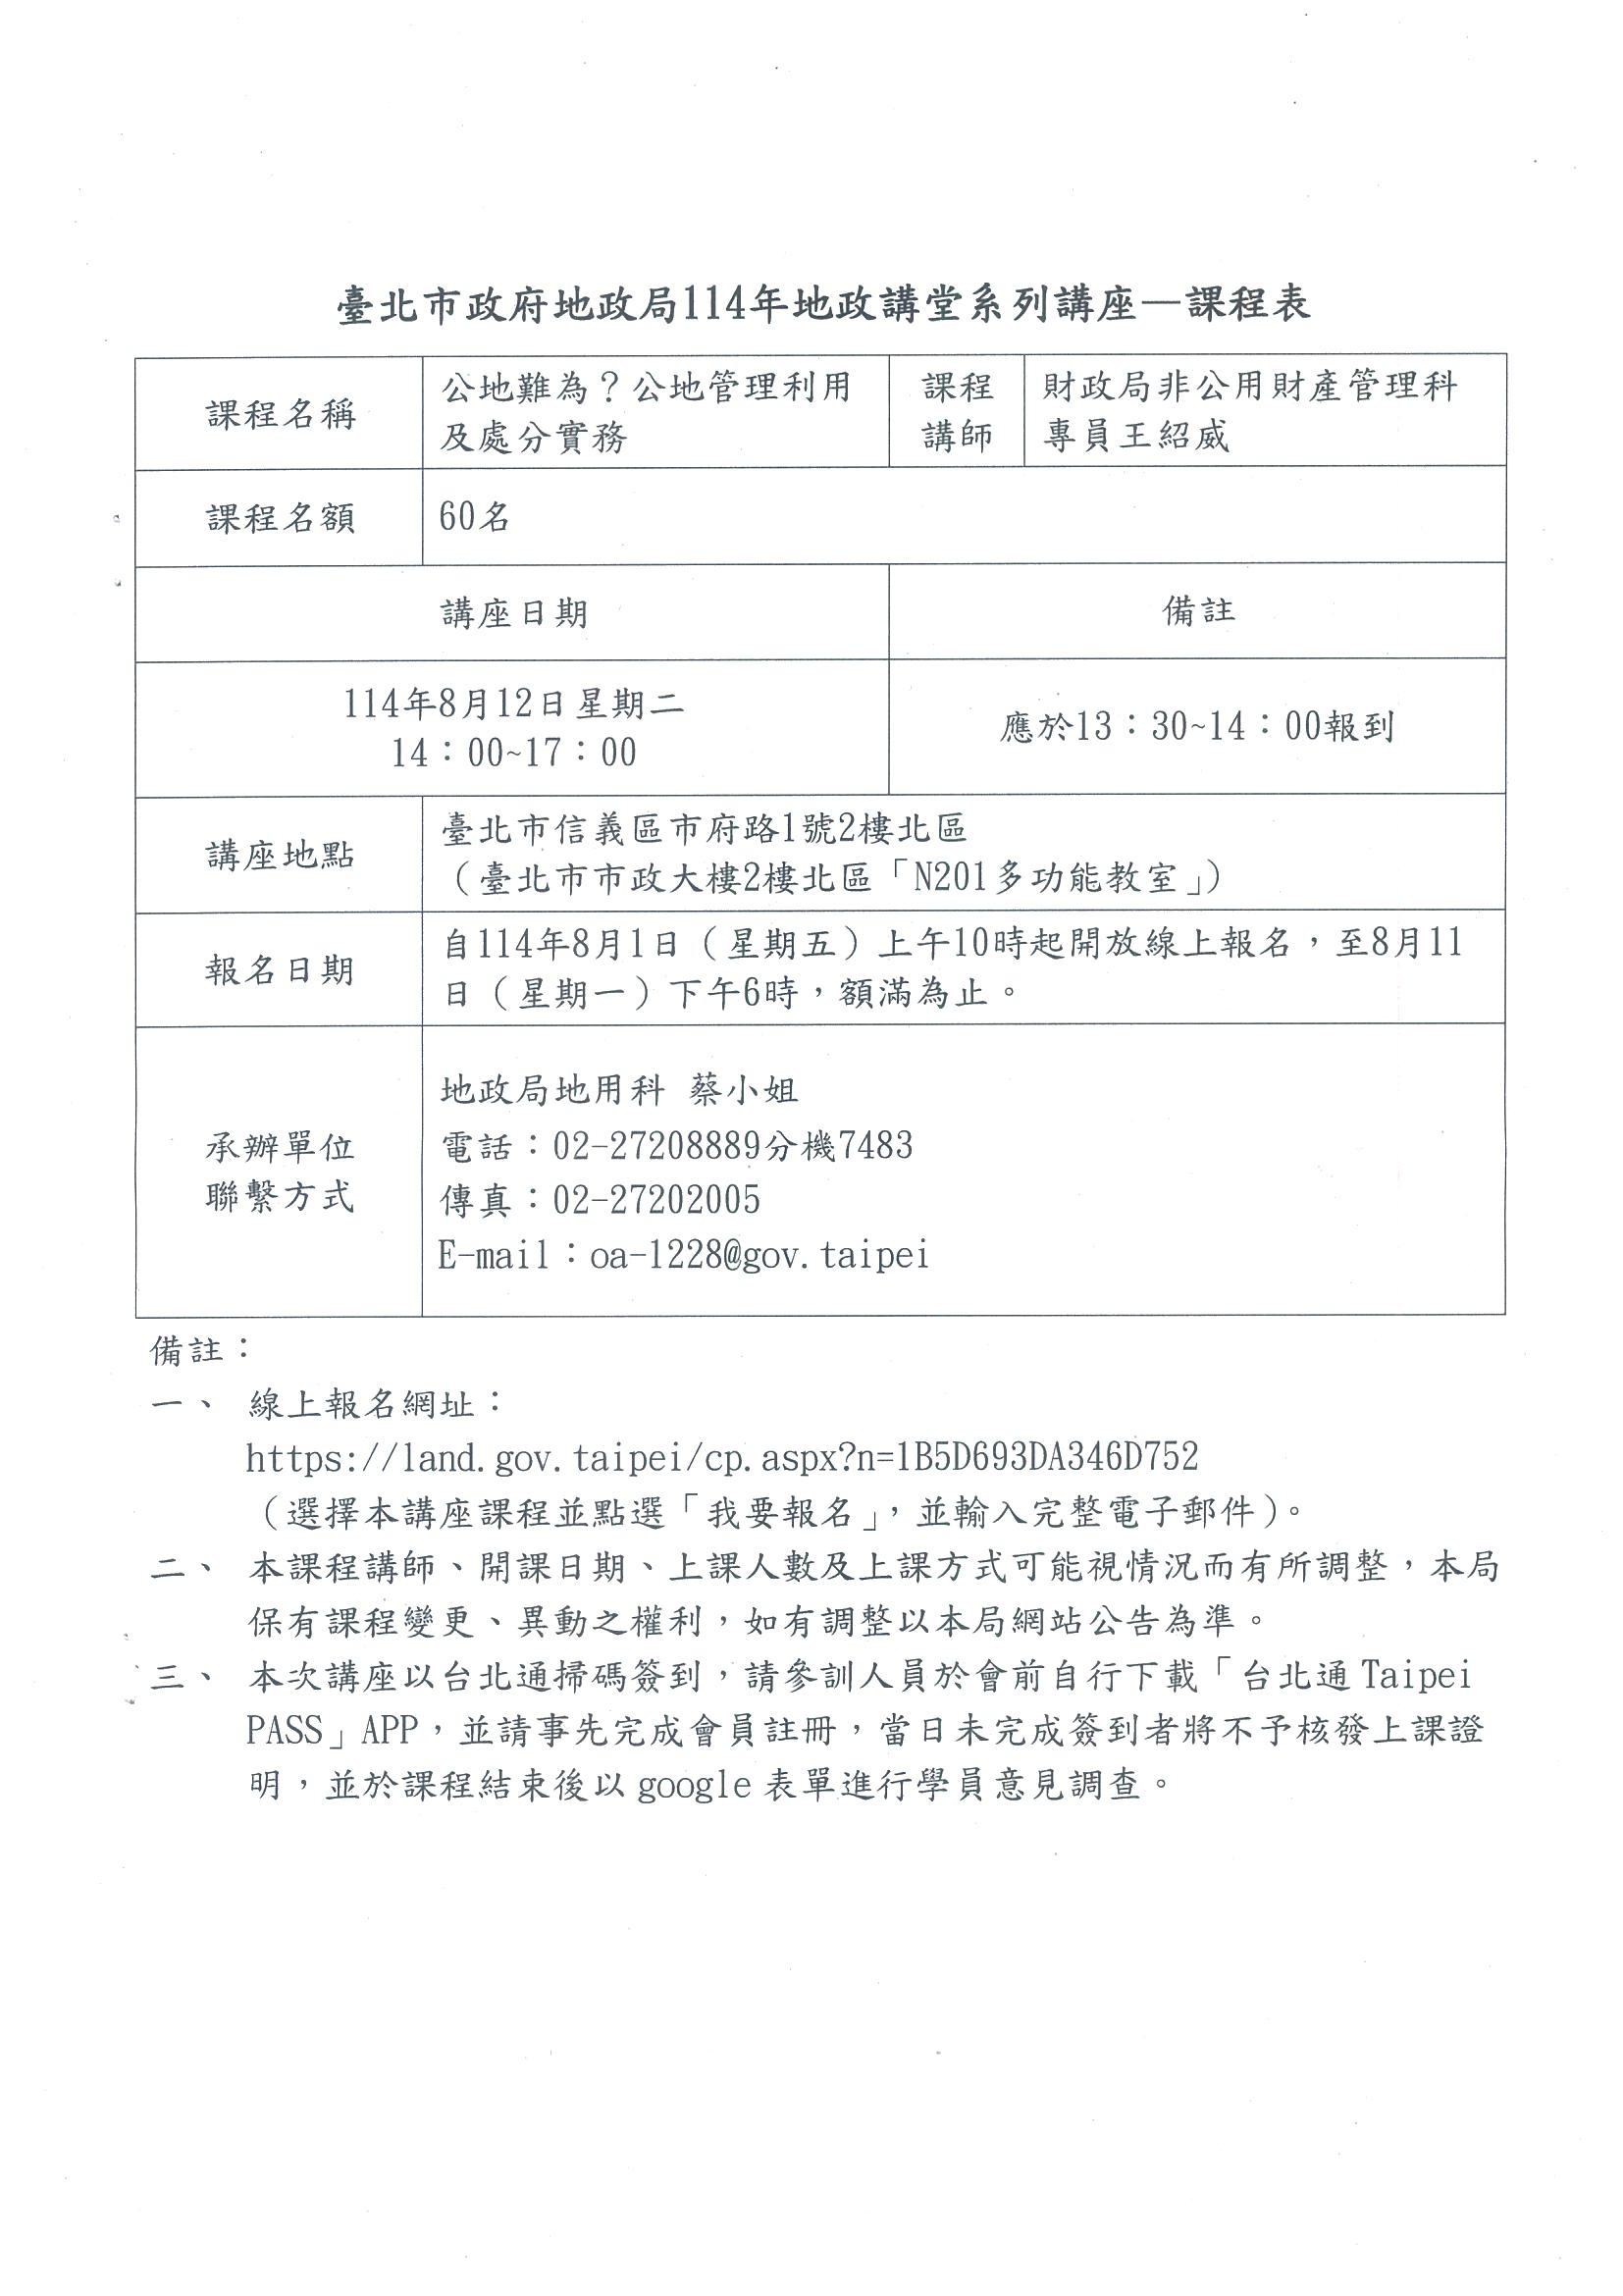 臺北市政府地政局114年地政講堂系列講座—課程表
課程名稱
公地難為？公地管理利用
及處分實務
課程
講師
財政局非公用財產管理科
專員王紹威
課程名額
60名
講座日期
備註
114年8月12日星期二
14：00~17：00
應於13：30~14：00報到
講座地點
臺北市信義區市府路1號2樓北區
（臺北市市政大樓2樓北區「N201多功能教室」）
報名日期
自114年8月1日（星期五）上午10時起開放線上報名，至8月11
日（星期一）下午6時，額滿為止。
承辦單位
聯繫方式
地政局地用科 蔡小姐
電話：02-27208889分機7483
傳真：02-27202005
E-mail：oa-1228@gov.taipei
備註：
一、 線上報名網址：
https://land.gov.taipei/cp.aspx?n=1B5D693DA346D752
（選擇本講座課程並點選「我要報名」，並輸入完整電子郵件）。
二、 本課程講師、開課日期、上課人數及上課方式可能視情況而有所調整，本局
保有課程變更、異動之權利，如有調整以本局網站公告為準。
三、 本次講座以台北通掃碼簽到，請參訓人員於會前自行下載「台北通 Taipei
PASS」APP，並請事先完成會員註冊，當日未完成簽到者將不予核發上課證
明，並於課程結束後以 google 表單進行學員意見調查。